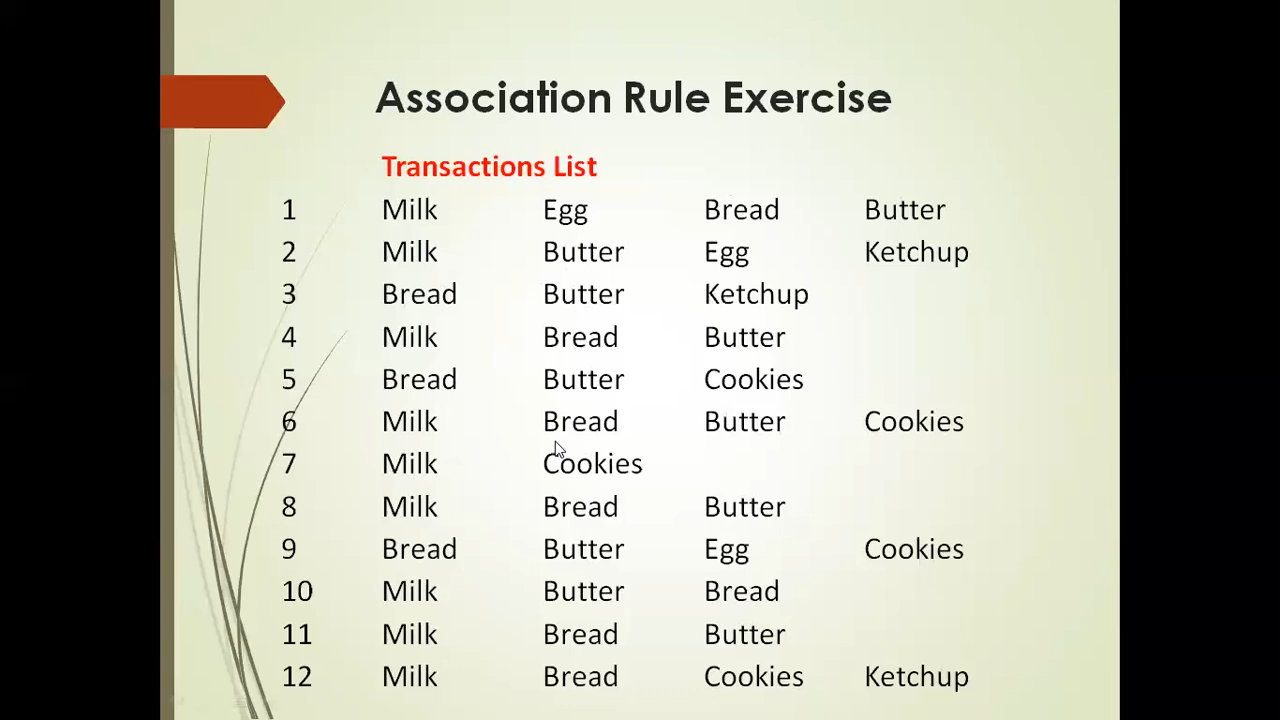 Association Rule Exercise
Transactions List
1 Milk Egg Bread Butter
2 Milk Butter Egg Ketchup
3 Bread Butter Ketchup
4 Milk Bread Butter
5 Bread Butter Cookies
6 Milk Bread Butter Cookies
7 Milk Cookies
8 Milk Bread Butter
9 Bread Butter Egg Cookies
10 Milk Butter Bread
11 Milk Bread Butter
12 Milk Bread Cookies Ketchup